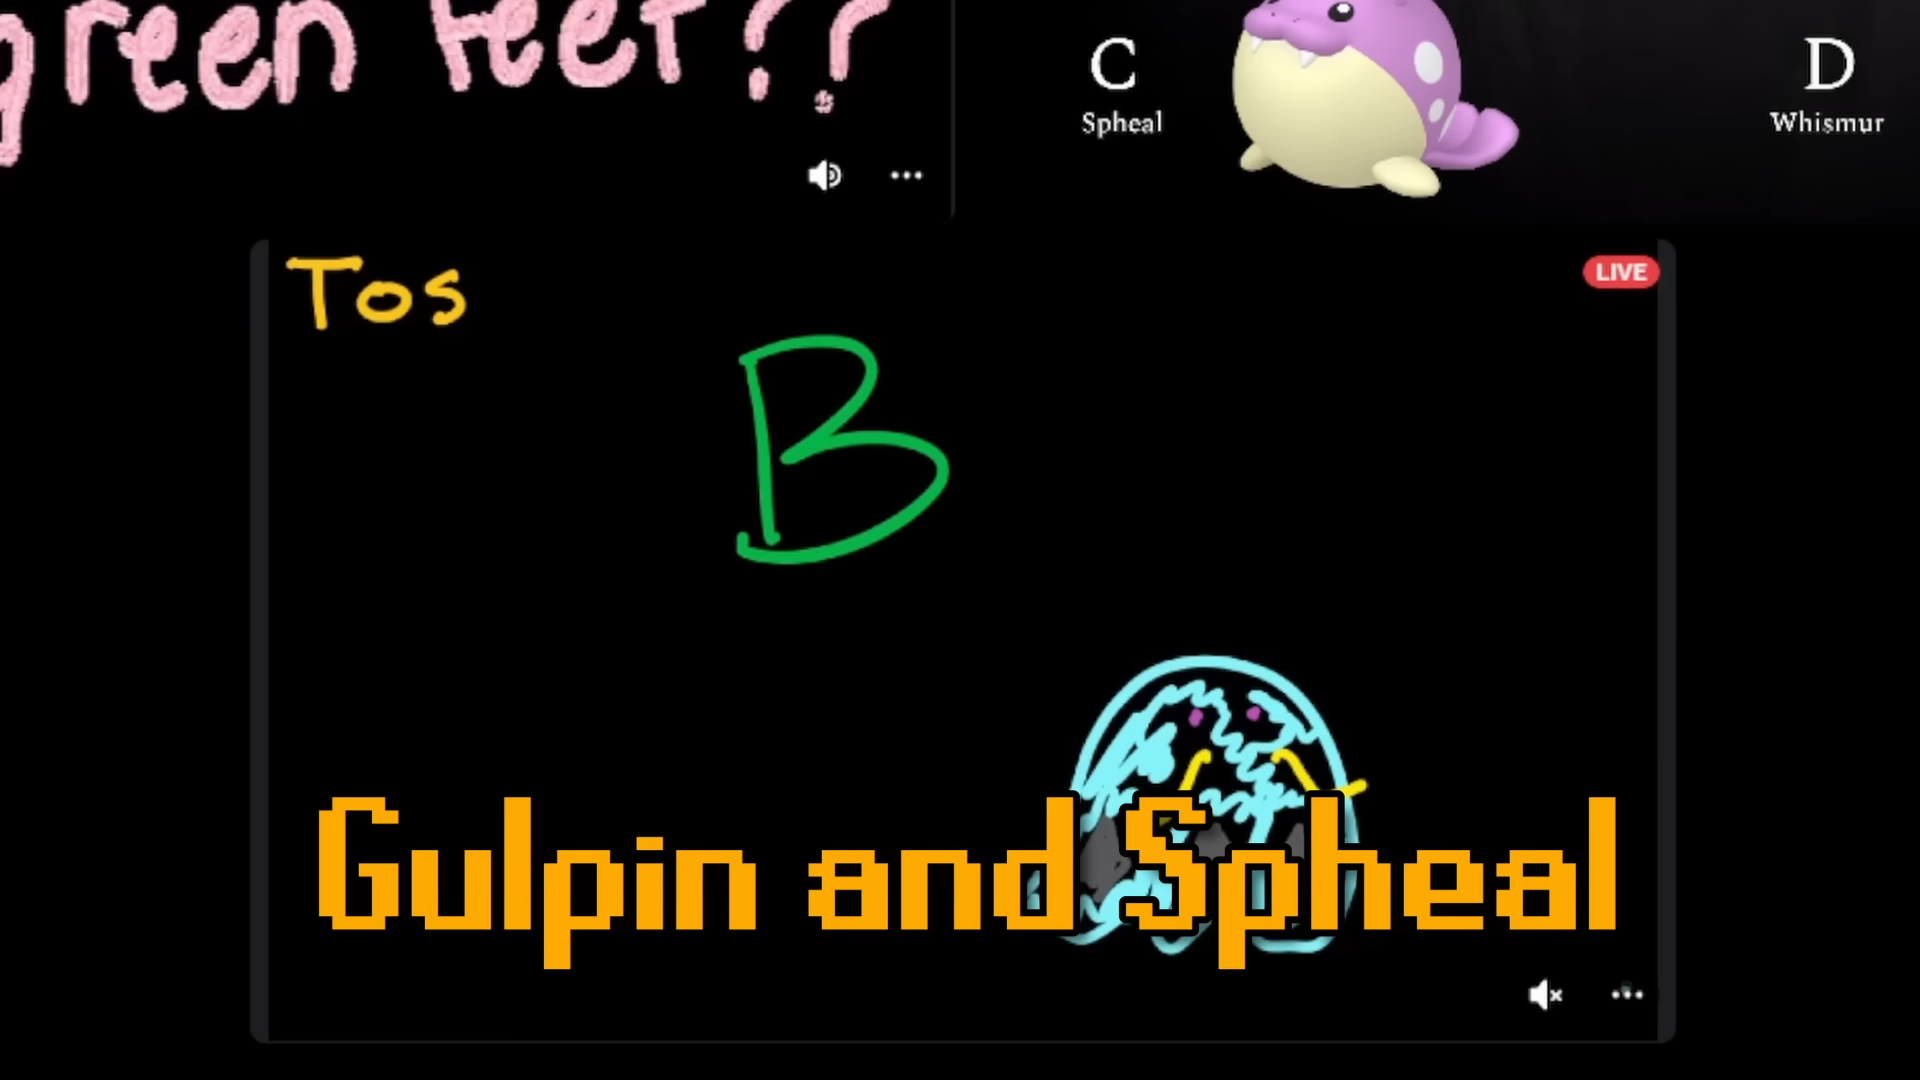 green feet??
C
Spheal
D
Whismur
Tos
LIVE
B
Gulpin and Spheal